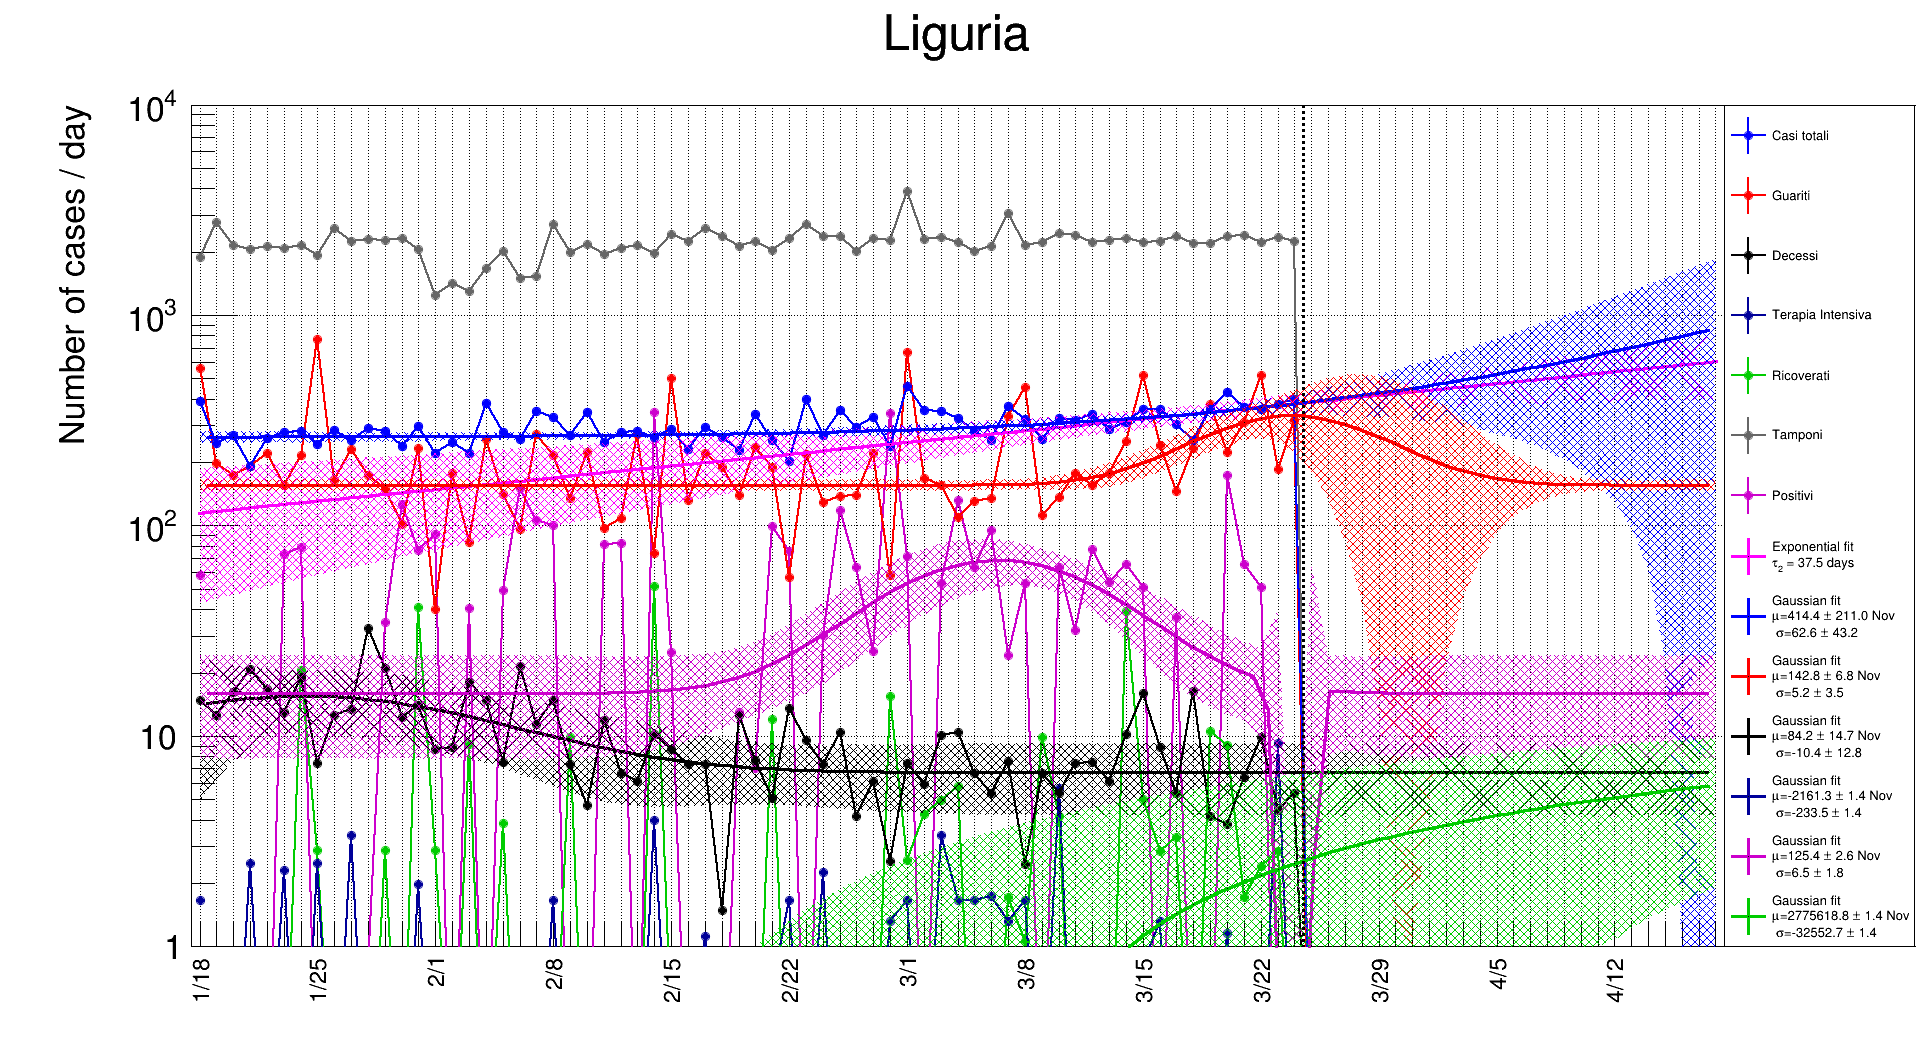 Liguria
Number of cases / day
10^4
10^3
10^2
10
1
1/18
1/25
2/1
2/8
2/15
2/22
3/1
3/8
3/15
3/22
3/29
4/5
4/12
Casi totali
Guariti
Decessi
Terapia Intensiva
Ricoverati
Tamponi
Positivi
Exponential fit
τ₂ = 37.5 days
Gaussian fit
μ=414.4 ± 211.0 Nov
σ=62.6 ± 43.2
Gaussian fit
μ=142.8 ± 6.8 Nov
σ=5.2 ± 3.5
Gaussian fit
μ=84.2 ± 14.7 Nov
σ=-10.4 ± 12.8
Gaussian fit
μ=-2161.3 ± 1.4 Nov
σ=-233.5 ± 1.4
Gaussian fit
μ=125.4 ± 2.6 Nov
σ=6.5 ± 1.8
Gaussian fit
μ=2775618.8 ± 1.4 Nov
σ=-32552.7 ± 1.4